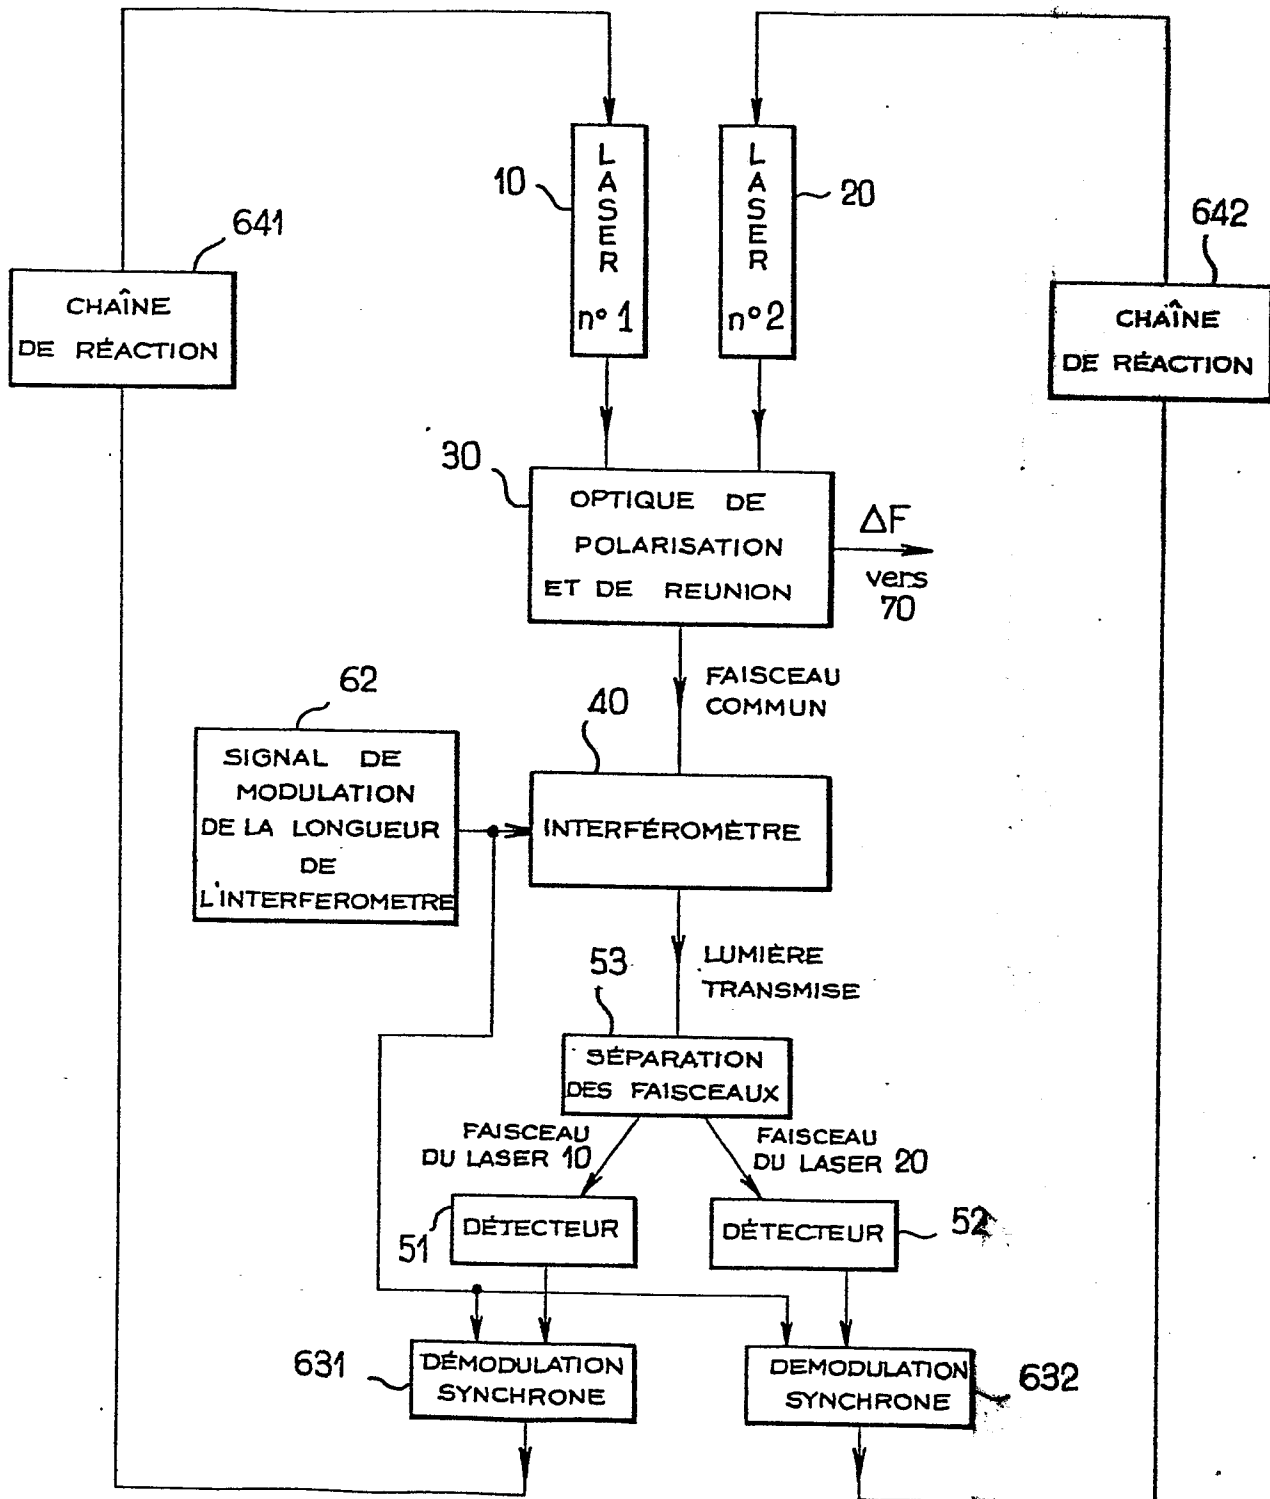 LASER
n° 1
10
LASER
n° 2
20
641
CHAÎNE
DE RÉACTION
642
CHAÎNE
DE RÉACTION
30
OPTIQUE DE
POLARISATION
ET DE REUNION
ΔF
vers
70
FAISCEAU
COMMUN
62
SIGNAL DE
MODULATION
DE LA LONGUEUR
DE
L'INTERFEROMETRE
40
INTERFÉROMÈTRE
LUMIÈRE
TRANSMISE
53
SÉPARATION
DES FAISCEAUX
FAISCEAU
DU LASER 10
FAISCEAU
DU LASER 20
51
DÉTECTEUR
DÉTECTEUR
52
631
DÉMODULATION
SYNCHRONE
DEMODULATION
SYNCHRONE
632